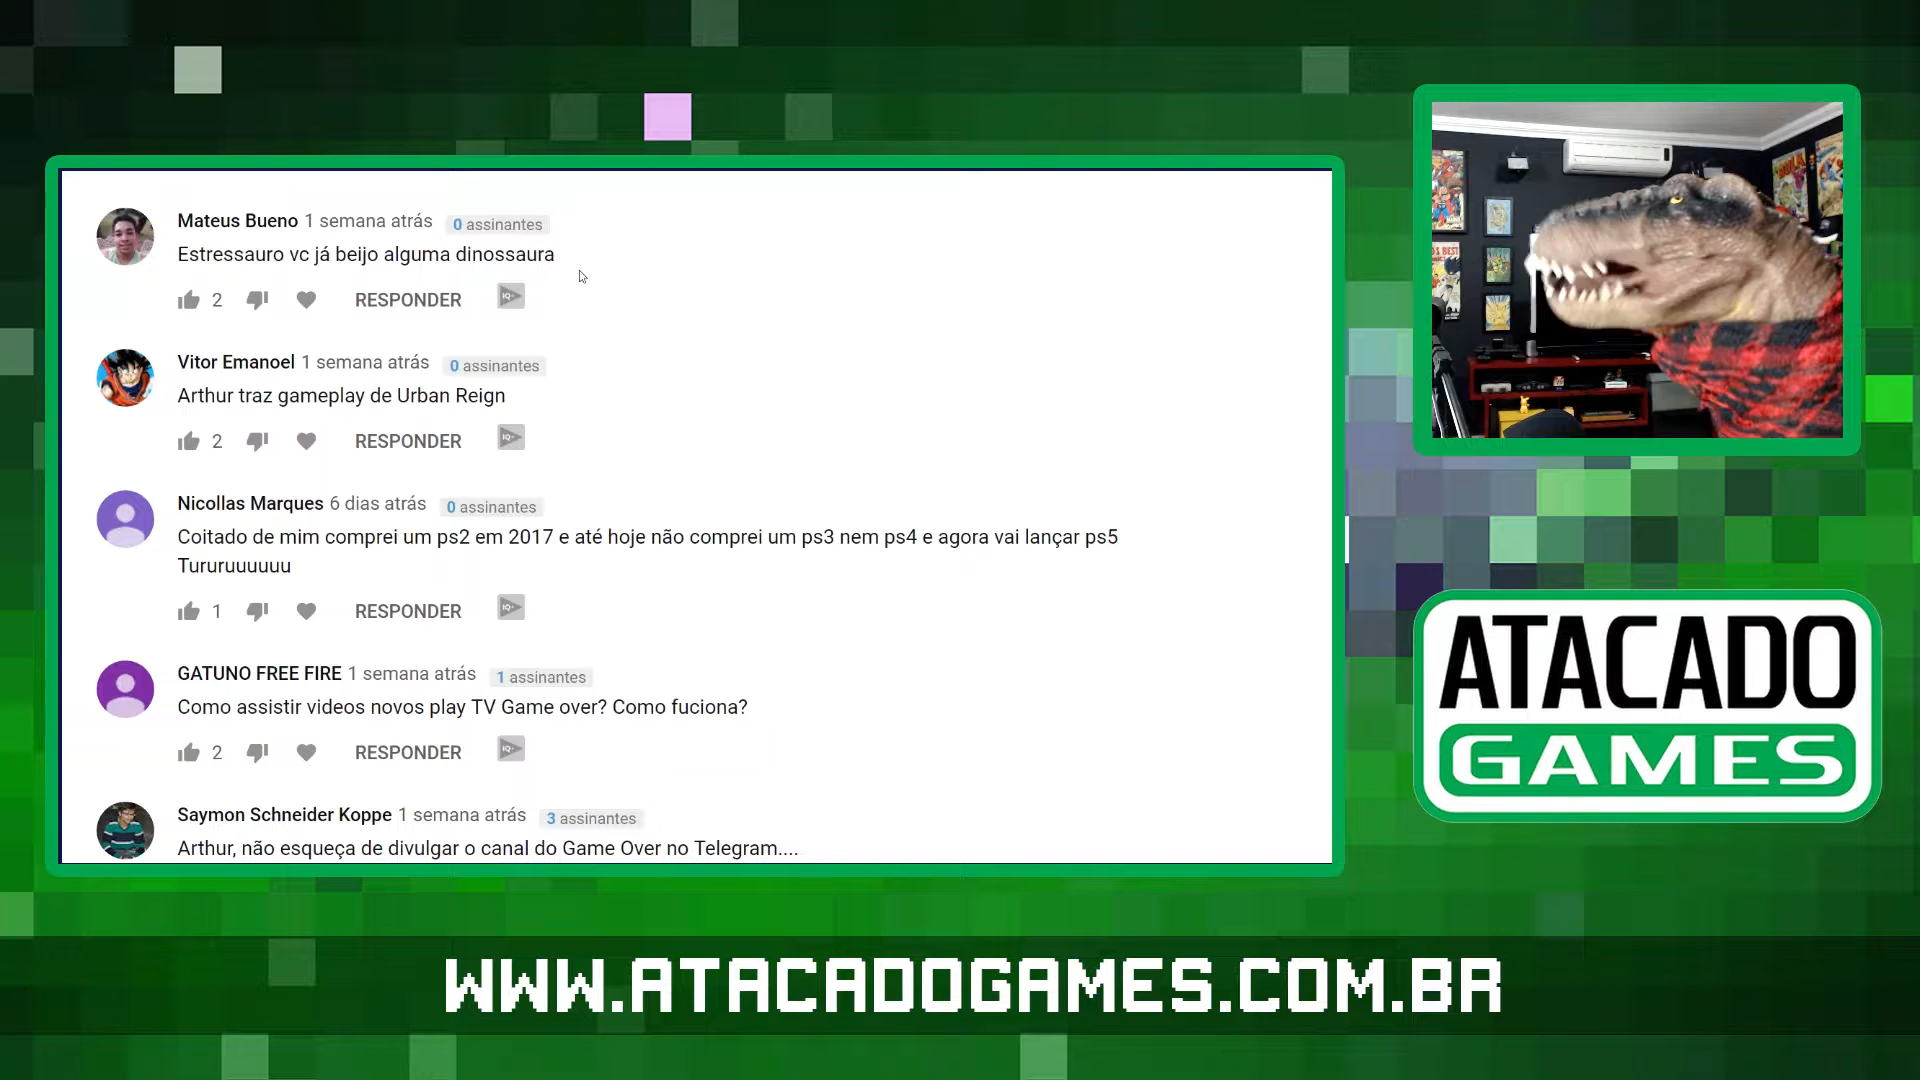 Mateus Bueno 1 semana atrás 0 assinantes
Estressauro vc já beijo alguma dinossaura
2 RESPONDER
Vitor Emanoel 1 semana atrás 0 assinantes
Arthur traz gameplay de Urban Reign
2 RESPONDER
Nicollas Marques 6 dias atrás 0 assinantes
Coitado de mim comprei um ps2 em 2017 e até hoje não comprei um ps3 nem ps4 e agora vai lançar ps5
Tururuuuuuu
1 RESPONDER
GATUNO FREE FIRE 1 semana atrás 1 assinantes
Como assistir videos novos play TV Game over? Como fuciona?
2 RESPONDER
Saymon Schneider Koppe 1 semana atrás 3 assinantes
Arthur, não esqueça de divulgar o canal do Game Over no Telegram....
ATACADO
GAMES
WWW.ATACADOGAMES.COM.BR